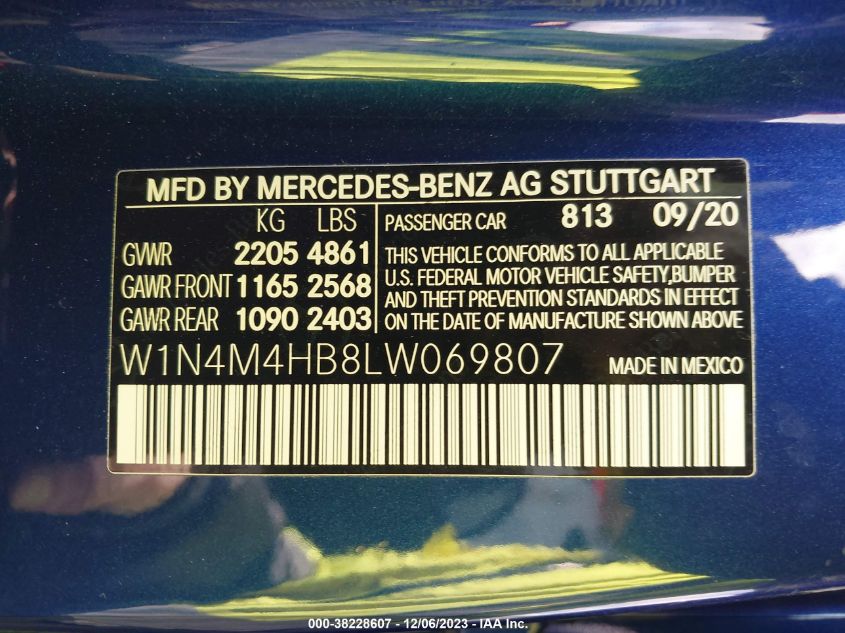 MFD BY MERCEDES-BENZ AG STUTTGART
KG LBS
GVWR 2205 4861
GAWR FRONT 1165 2568
GAWR REAR 1090 2403
PASSENGER CAR 813 09/20
THIS VEHICLE CONFORMS TO ALL APPLICABLE
U.S. FEDERAL MOTOR VEHICLE SAFETY,BUMPER
AND THEFT PREVENTION STANDARDS IN EFFECT
ON THE DATE OF MANUFACTURE SHOWN ABOVE
W1N4M4HB8LW069807 MADE IN MEXICO
000-38228607 - 12/06/2023 - IAA Inc.